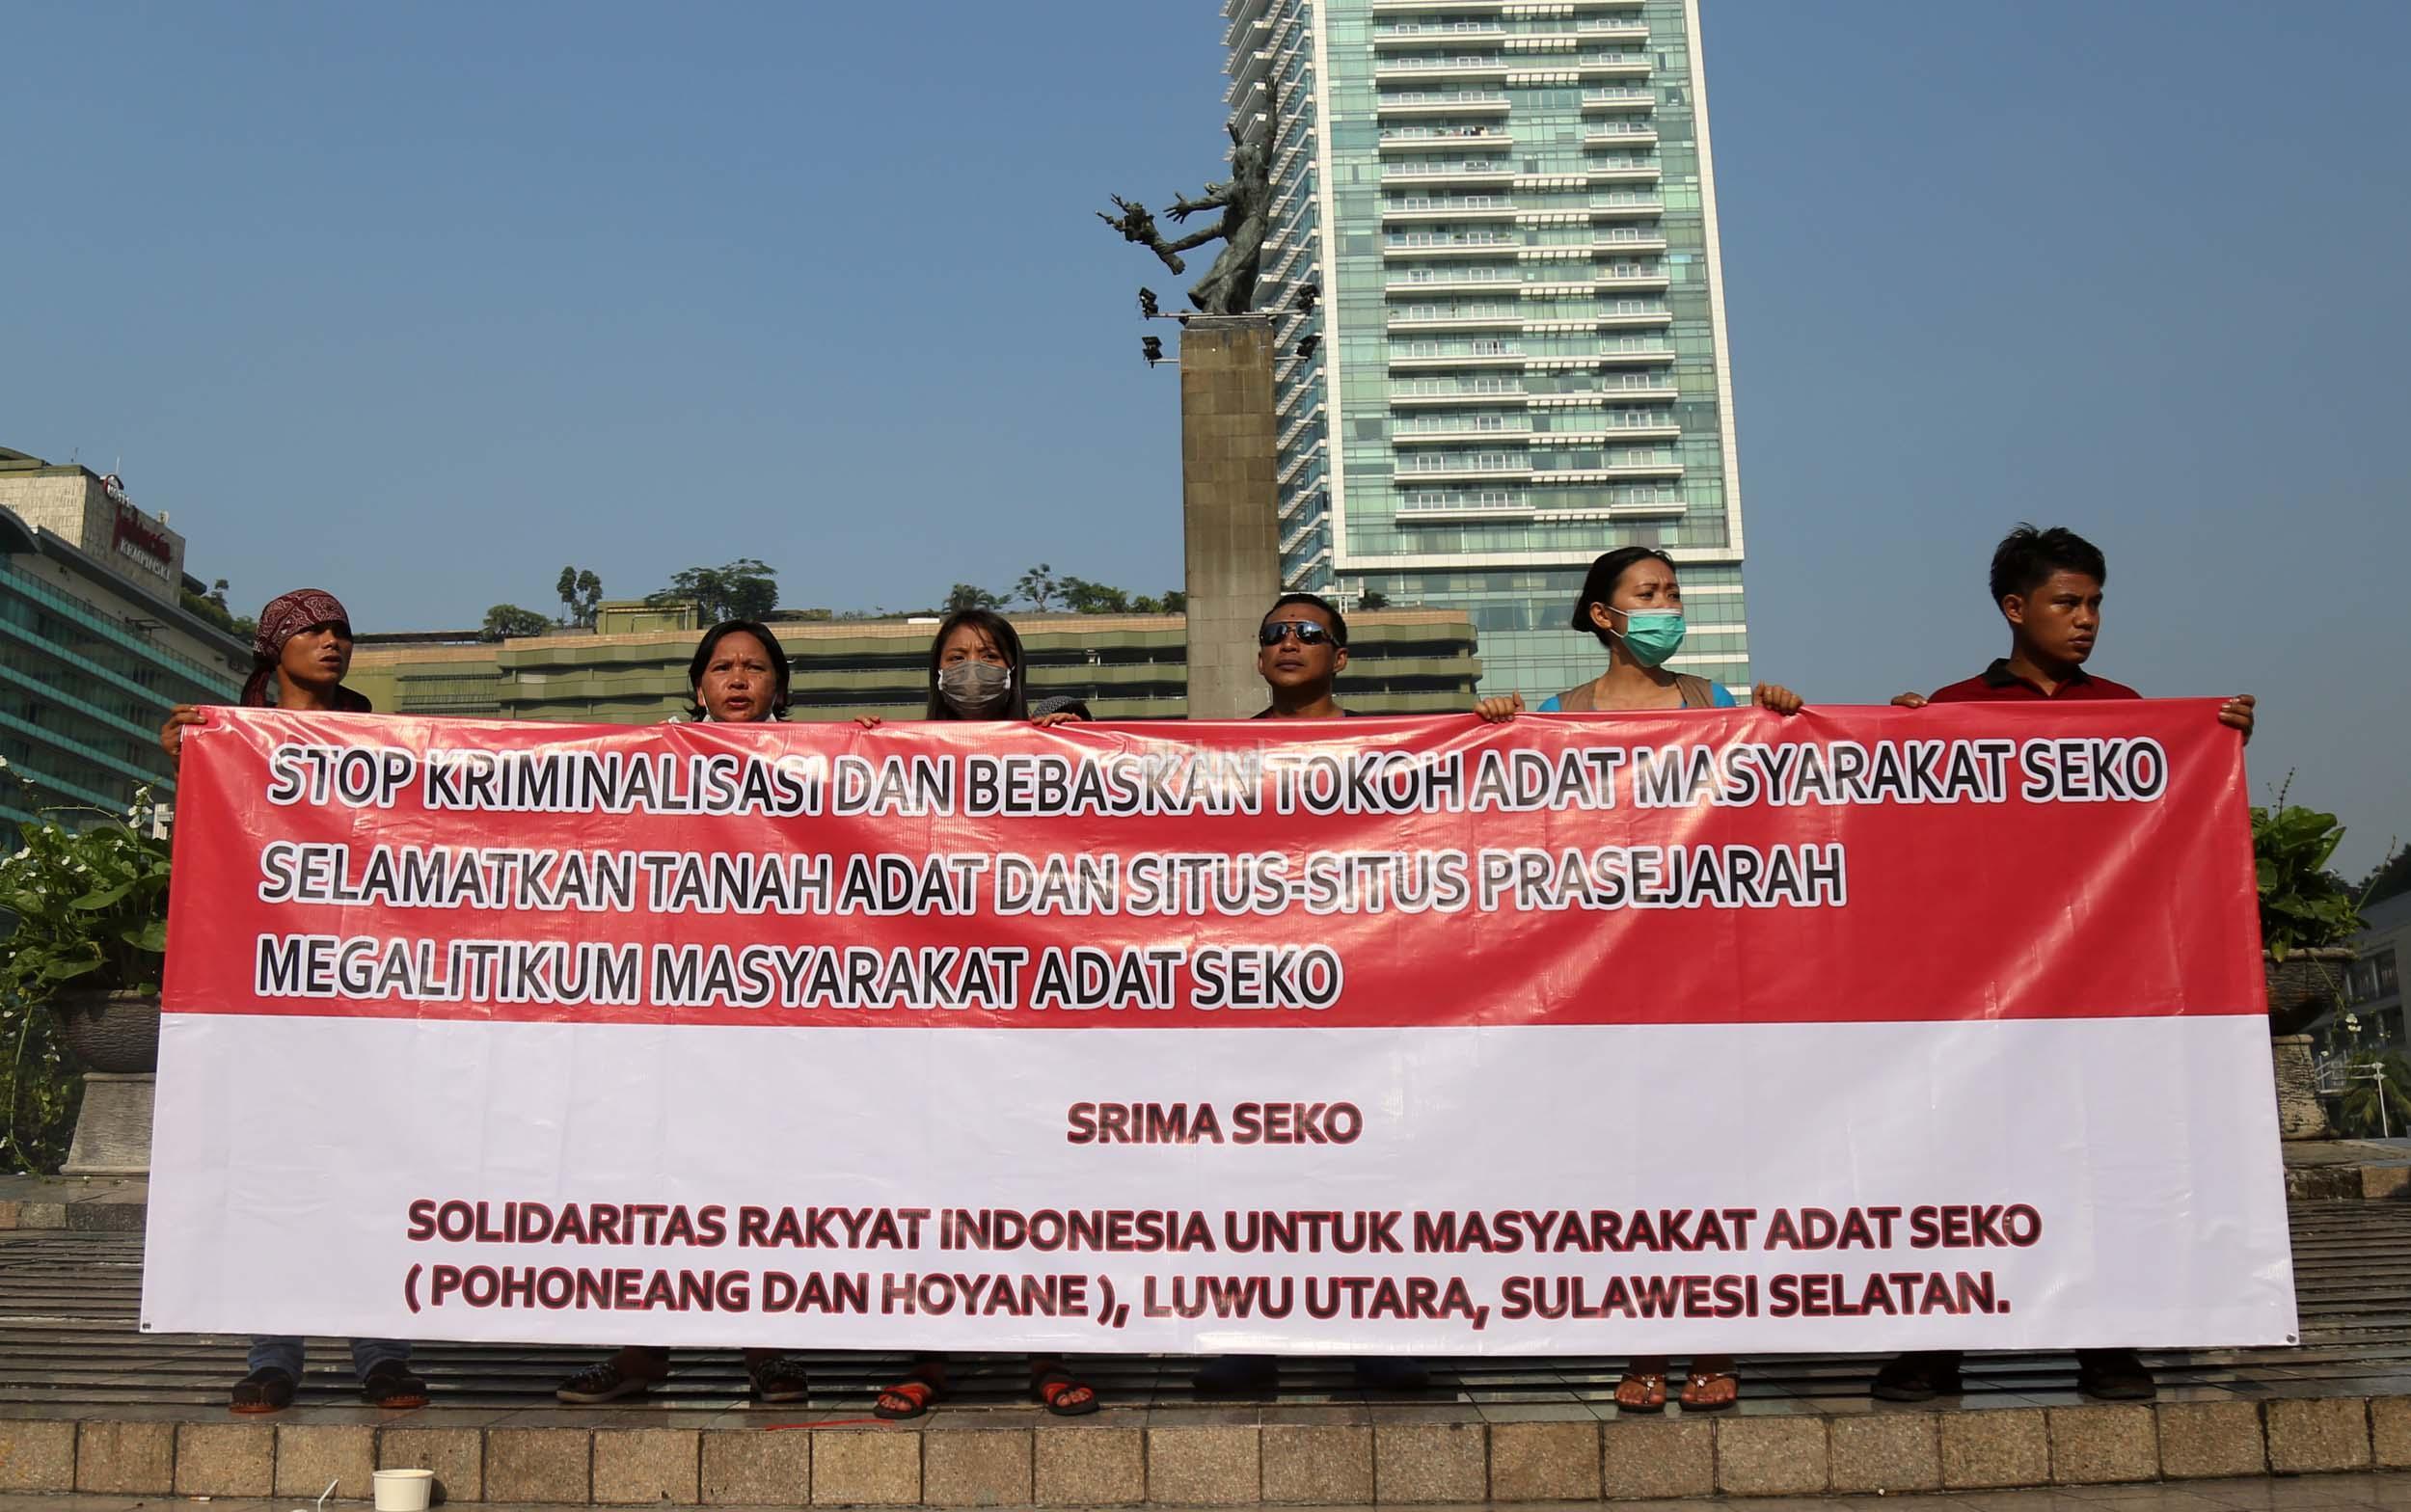 KEMPINSKI
STOP KRIMINALISASI DAN BEBASKAN TOKOH ADAT MASYARAKAT SEKO
SELAMATKAN TANAH ADAT DAN SITUS-SITUS PRASEJARAH
MEGALITIKUM MASYARAKAT ADAT SEKO
SRIMA SEKO
SOLIDARITAS RAKYAT INDONESIA UNTUK MASYARAKAT ADAT SEKO
( POHONEANG DAN HOYANE ), LUWU UTARA, SULAWESI SELATAN.